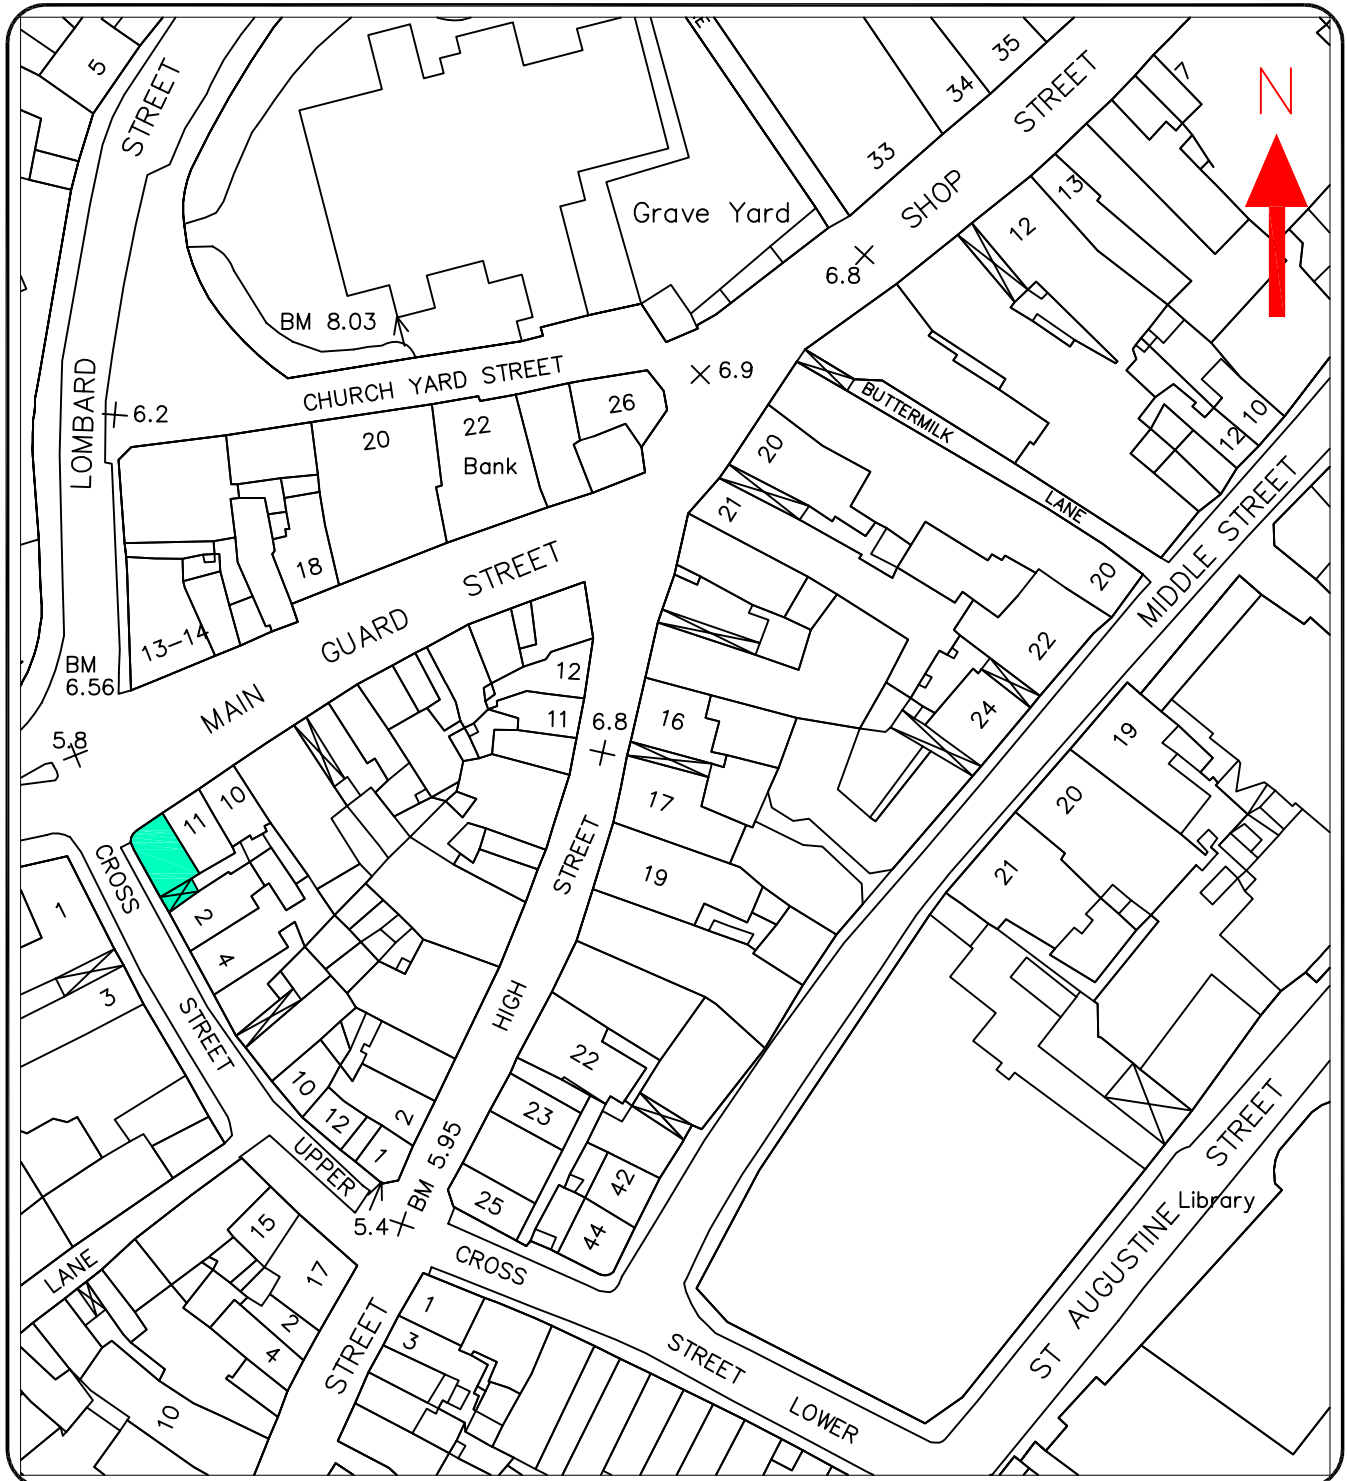 5
STREET
35
34
33
STREET
7
N
SHOP
13
12
Grave Yard
6.8
BM 8.03
CHURCH YARD STREET
6.9
LOMBARD
6.2
20
22
Bank
26
BUTTERMILK
LANE
10
12
20
21
MIDDLE STREET
20
22
24
18
13-14
MAIN
GUARD
STREET
BM
6.56
5.8
12
11
6.8
16
17
19
19
20
21
11
10
CROSS
STREET
1
2
4
3
STREET
HIGH
22
23
25
42
44
10
12
1
2
UPPER
BM 5.95
5.4
CROSS
STREET
LOWER
STREET
Library
ST AUGUSTINE
LANE
15
17
2
4
10
STREET
1
3